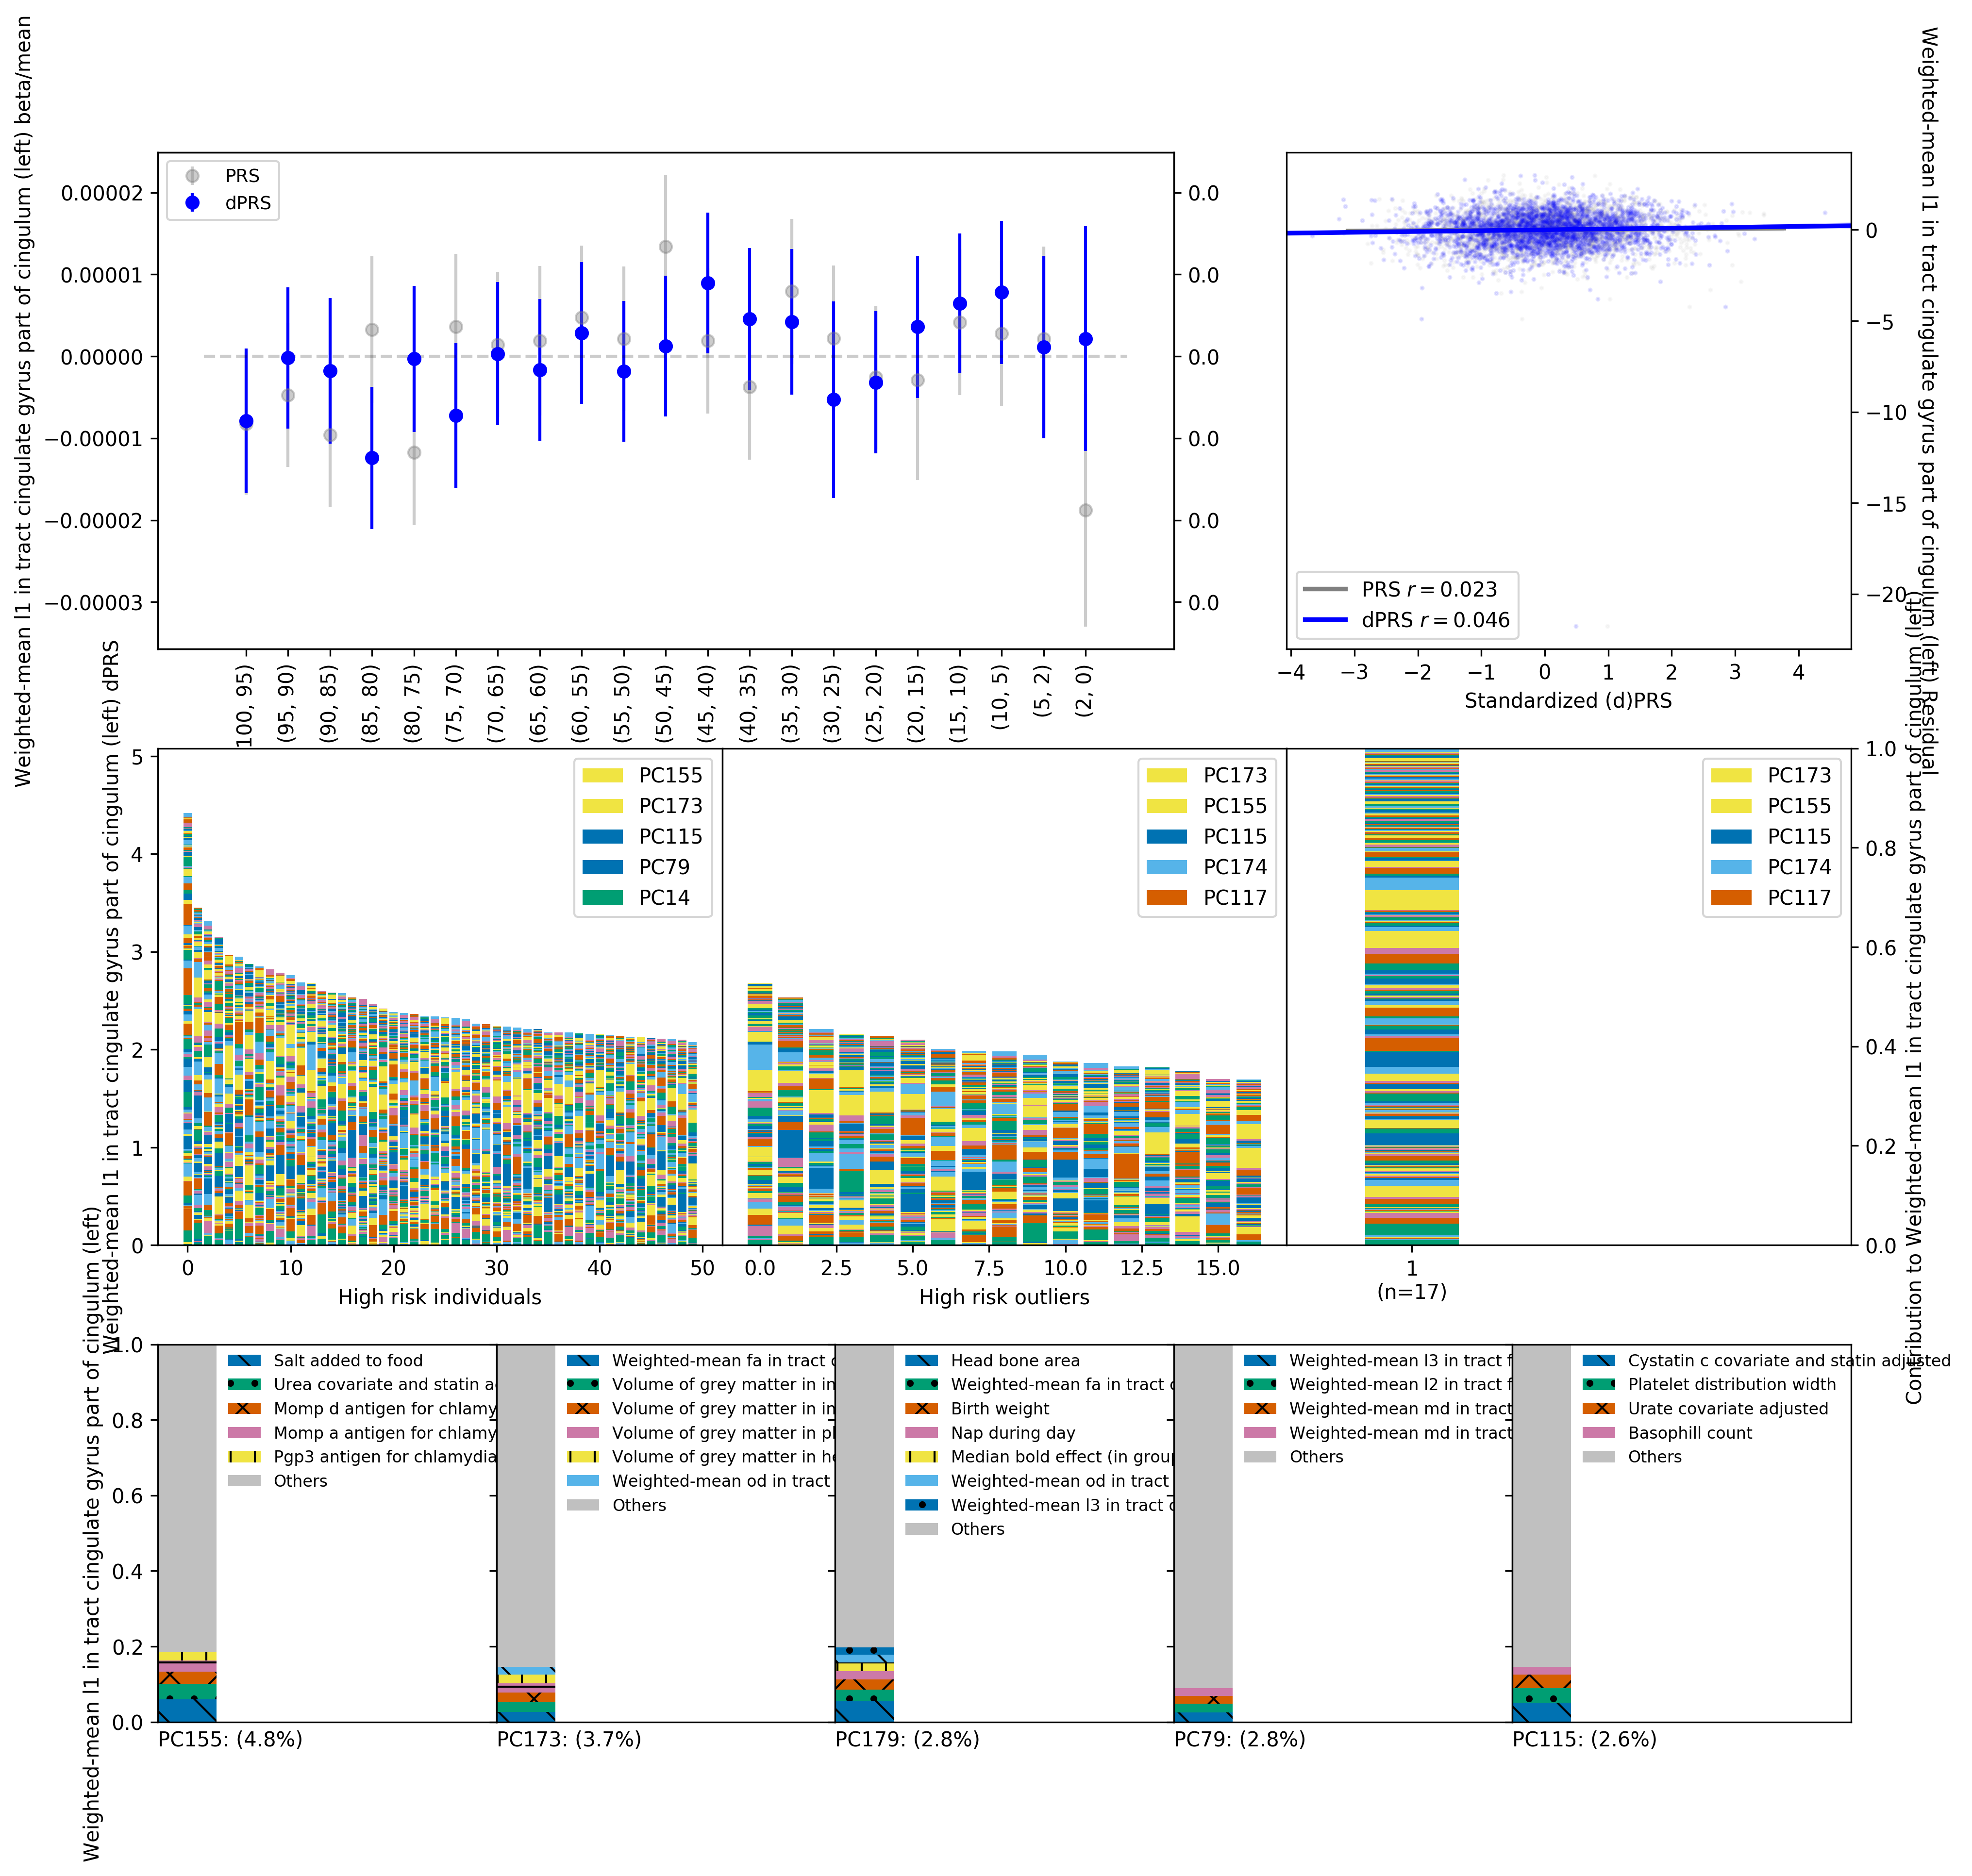 Weighted-mean l1 in tract cingulate gyrus part of cingulum (left) beta/mean
0.00002
0.00001
0.00000
−0.00001
−0.00002
−0.00003
PRS
dPRS
0.0
0.0
0.0
0.0
0.0
0.0
100, 95)
(95, 90)
(90, 85)
(85, 80)
(80, 75)
(75, 70)
(70, 65)
(65, 60)
(60, 55)
(55, 50)
(50, 45)
(45, 40)
(40, 35)
(35, 30)
(30, 25)
(25, 20)
(20, 15)
(15, 10)
(10, 5)
(5, 2)
(2, 0)
PRS r = 0.023
dPRS r = 0.046
−4
−3
−2
−1
0
1
2
3
4
Standardized (d)PRS
0
−5
−10
−15
−20
Weighted-mean l1 in tract cingulate gyrus part of cingulum (left) Residual
Weighted-mean l1 in tract cingulate gyrus part of cingulum (left) dPRS
5
4
3
2
1
0
PC155
PC173
PC115
PC79
PC14
0
10
20
30
40
50
High risk individuals
PC173
PC155
PC115
PC174
PC117
0.0
2.5
5.0
7.5
10.0
12.5
15.0
High risk outliers
PC173
PC155
PC115
PC174
PC117
1
(n=17)
1.0
0.8
0.6
0.4
0.2
0.0
Contribution to Weighted-mean l1 in tract cingulate gyrus part of cingulum (left)
Weighted-mean l1 in tract cingulate gyrus part of cingulum (left)
1.0
0.8
0.6
0.4
0.2
0.0
Salt added to food
Urea covariate and statin a
Momp d antigen for chlamy
Momp a antigen for chlamy
Pgp3 antigen for chlamydia
Others
PC155: (4.8%)
Weighted-mean fa in tract
Volume of grey matter in in
Volume of grey matter in in
Volume of grey matter in p
Volume of grey matter in h
Weighted-mean od in tract
Others
PC173: (3.7%)
Head bone area
Weighted-mean fa in tract
Birth weight
Nap during day
Median bold effect (in grou
Weighted-mean od in tract
Weighted-mean l3 in tract
Others
PC179: (2.8%)
Weighted-mean l3 in tract f
Weighted-mean l2 in tract f
Weighted-mean md in tract
Weighted-mean md in tract
Others
PC79: (2.8%)
Cystatin c covariate and statin adjusted
Platelet distribution width
Urate covariate adjusted
Basophill count
Others
PC115: (2.6%)